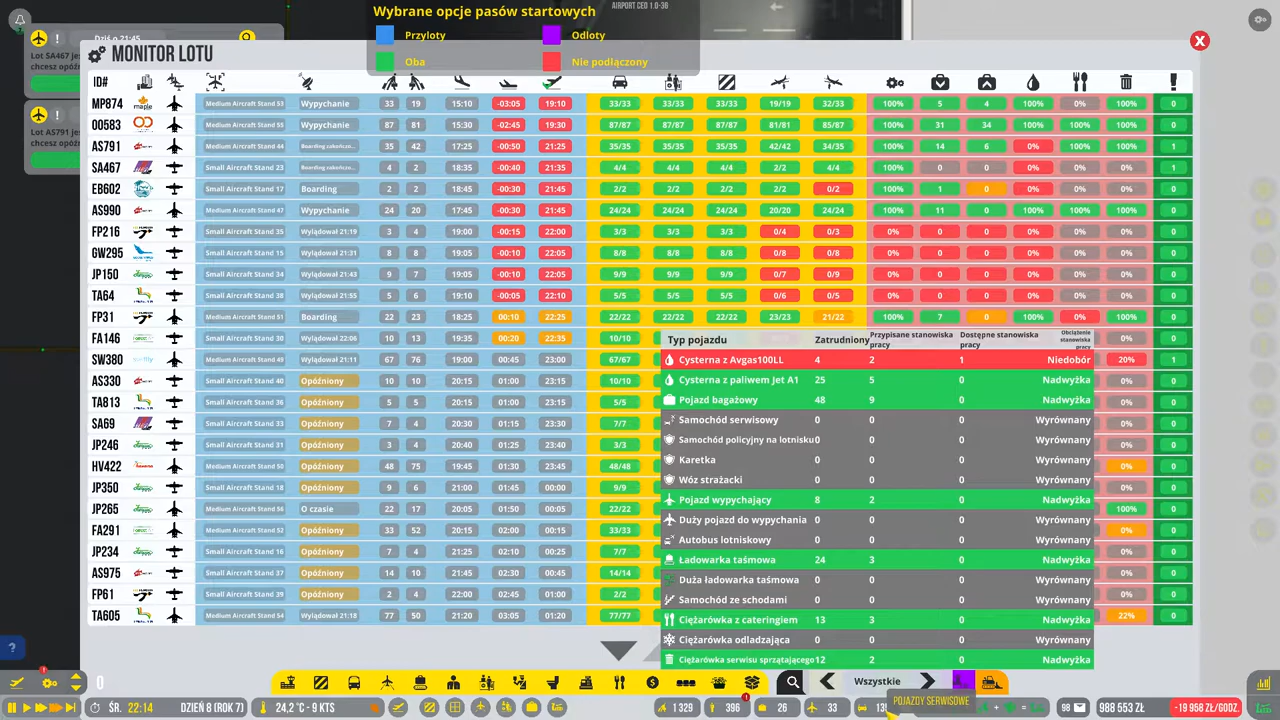 AIRPORT CEO 1.0-36
Wybrane opcje pasów startowych
Przyloty
Odloty
Oba
Nie podłączony
Lot SA467 je
chcesz opóź
Lot AS791 je
chcesz opóź
MONITOR LOTU
ID#
MP874 maple Medium Aircraft Stand 53 Wypychanie 33 19 15:10 -03:05 19:10 33/33 33/33 33/33 19/19 32/33 100% 5 4 100% 0% 100% 0
OO583 Medium Aircraft Stand 55 Wypychanie 87 81 15:30 -02:45 19:30 87/87 87/87 87/87 81/81 85/87 100% 31 34 100% 100% 100% 0
AS791 Medium Aircraft Stand 44 Boarding zakończ... 35 42 17:25 -00:50 21:25 35/35 35/35 35/35 42/42 34/35 100% 14 6 0% 100% 100% 1
SA467 Small Aircraft Stand 23 Boarding zakończ... 4 2 18:35 -00:40 21:35 4/4 4/4 4/4 2/2 4/4 100% 0 0 0% 0% 0% 1
EB602 Small Aircraft Stand 17 Boarding 2 2 18:45 -00:30 21:45 2/2 2/2 2/2 2/2 0/2 100% 1 0 0% 0% 0% 0
AS990 Medium Aircraft Stand 47 Wypychanie 24 20 17:45 -00:30 21:45 24/24 24/24 24/24 20/20 24/24 100% 11 0 100% 100% 100% 0
FP216 Small Aircraft Stand 35 Wylądował 21:19 3 4 19:00 -00:15 22:00 3/3 3/3 3/3 0/4 0/3 0% 0 0 0% 0% 0% 0
GW295 Small Aircraft Stand 15 Wylądował 21:31 8 8 19:05 -00:10 22:05 8/8 8/8 8/8 0/8 0/8 0% 0 0 0% 0% 0% 0
JP150 Small Aircraft Stand 34 Wylądował 21:43 9 7 19:05 -00:10 22:05 9/9 9/9 9/9 0/7 0/9 0% 0 0 0% 0% 0% 0
TA64 Small Aircraft Stand 38 Wylądował 21:55 5 6 19:10 -00:05 22:10 5/5 5/5 5/5 0/6 0/5 0% 0 0 0% 0% 0% 0
FP31 Medium Aircraft Stand 51 Boarding 22 23 18:25 00:10 22:25 22/22 22/22 22/22 23/23 21/22 100% 7 0 100% 0% 100% 0
FA146 Small Aircraft Stand 30 Wylądował 22:06 10 13 19:35 00:20 22:35 10/10 0% 0
SW380 Medium Aircraft Stand 49 Wylądował 21:11 67 76 19:00 00:45 23:00 67/67 20% 1
AS330 Small Aircraft Stand 40 Opóźniony 10 10 20:15 01:00 23:15 10/10 0% 0
TA813 Small Aircraft Stand 36 Opóźniony 5 5 20:15 01:00 23:15 5/5 0% 0
SA69 Small Aircraft Stand 33 Opóźniony 7 4 20:30 01:15 23:30 7/7 0% 0
JP246 Small Aircraft Stand 31 Opóźniony 3 4 20:40 01:25 23:40 3/3 0% 0
HV422 Medium Aircraft Stand 50 Opóźniony 48 75 19:45 01:30 23:45 48/48 0% 0
JP350 Small Aircraft Stand 18 Opóźniony 9 6 21:00 01:45 00:00 9/9 0% 0
JP265 Medium Aircraft Stand 56 O czasie 22 17 20:05 01:50 00:05 22/22 100% 0
FA291 Medium Aircraft Stand 52 Opóźniony 33 52 20:15 02:00 00:15 33/33 0% 0
JP234 Small Aircraft Stand 16 Opóźniony 7 4 21:25 02:10 00:25 7/7 0% 0
AS975 Small Aircraft Stand 37 Opóźniony 14 10 21:45 02:30 00:45 14/14 0% 0
FP61 Small Aircraft Stand 39 Opóźniony 2 4 22:00 02:45 01:00 2/2 0% 0
TA605 Medium Aircraft Stand 54 Wylądował 21:18 77 50 21:20 03:05 01:20 77/77 22% 0
Typ pojazdu Zatrudniony Przypisane stanowiska pracy Dostępne stanowiska pracy Obciążenie stanowiska pracy
Cysterna z Avgas100LL 4 2 1 Niedobór
Cysterna z paliwem Jet A1 25 5 0 Nadwyżka
Pojazd bagażowy 48 9 0 Nadwyżka
Samochód serwisowy 0 0 0 Wyrównany
Samochód policyjny na lotnisku 0 0 0 Wyrównany
Karetka 0 0 0 Wyrównany
Wóz strażacki 0 0 0 Wyrównany
Pojazd wypychający 8 2 0 Nadwyżka
Duży pojazd do wypychania 0 0 0 Wyrównany
Autobus lotniskowy 0 0 0 Wyrównany
Ładowarka taśmowa 24 3 0 Nadwyżka
Duża ładowarka taśmowa 0 0 0 Wyrównany
Samochód ze schodami 0 0 0 Wyrównany
Ciężarówka z cateringiem 13 3 0 Nadwyżka
Ciężarówka odladzająca 0 0 0 Wyrównany
Ciężarówka serwisu sprzątającego 12 2 0 Nadwyżka
0
Wszystkie
POJAZDY SERWISOWE
ŚR. 22:14 DZIEŃ 8 (ROK 7) 24,2 °C - 9 KTS 1 329 396 26 33 98 988 553 ZŁ -19 968 ZŁ/GODZ.